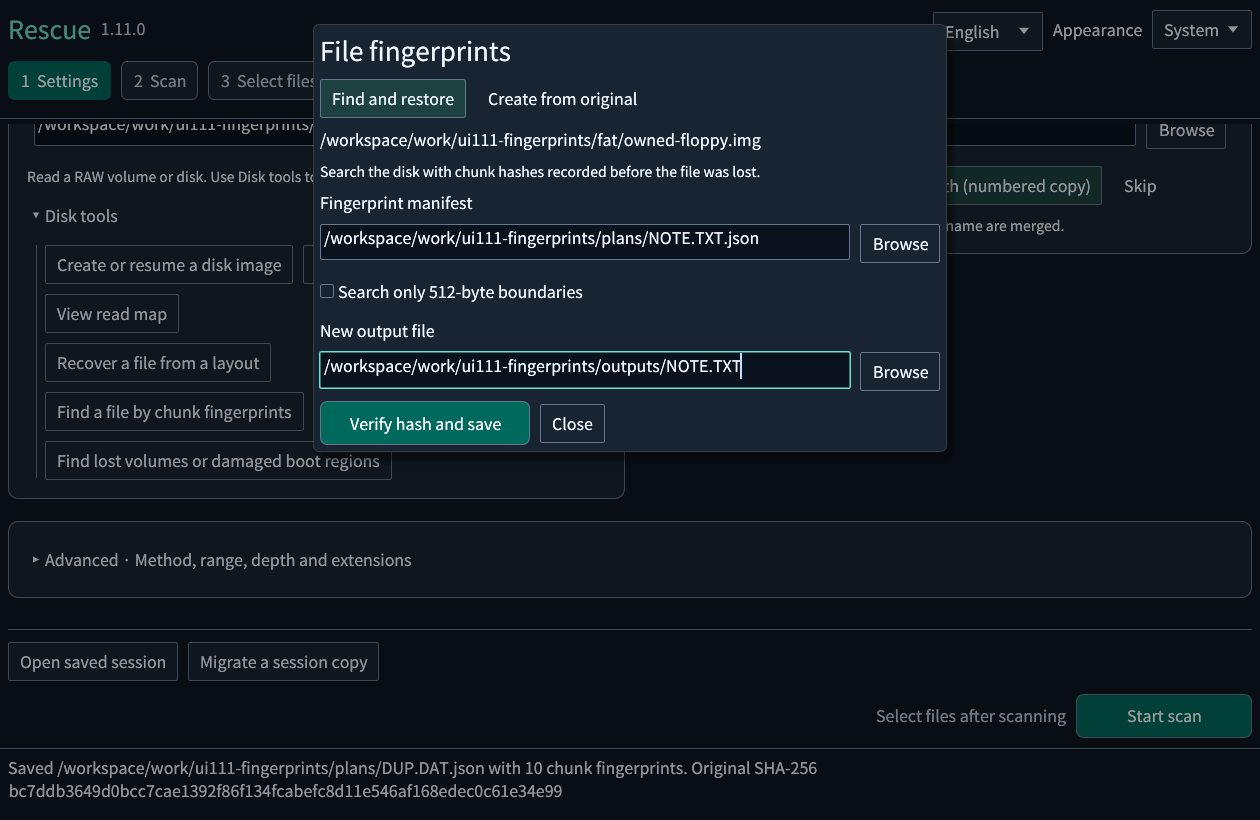 Rescue 1.11.0
English
Appearance
System
1 Settings
2 Scan
3 Select files
/workspace/work/ui111-fingerprints/
Browse
Read a RAW volume or disk. Use Disk tools to
(numbered copy)
Skip
name are merged.
Disk tools
Create or resume a disk image
View read map
Recover a file from a layout
Find a file by chunk fingerprints
Find lost volumes or damaged boot regions
File fingerprints
Find and restore
Create from original
/workspace/work/ui111-fingerprints/fat/owned-floppy.img
Search the disk with chunk hashes recorded before the file was lost.
Fingerprint manifest
/workspace/work/ui111-fingerprints/plans/NOTE.TXT.json
Browse
Search only 512-byte boundaries
New output file
/workspace/work/ui111-fingerprints/outputs/NOTE.TXT
Browse
Verify hash and save
Close
Advanced · Method, range, depth and extensions
Open saved session
Migrate a session copy
Select files after scanning
Start scan
Saved /workspace/work/ui111-fingerprints/plans/DUP.DAT.json with 10 chunk fingerprints. Original SHA-256
bc7ddb3649d0bcc7cae1392f86f134fcabefc8d11e546af168edec0c61e34e99